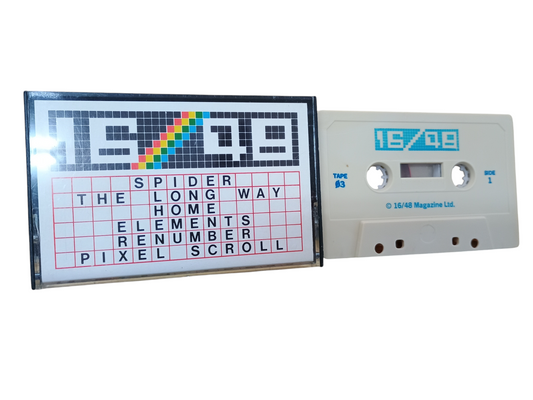 16/48
SPIDER
THE LONG WAY
HOME
ELEMENTS
RENUMBER
PIXEL SCROLL
16/48
TAPE
Ø3
SIDE
1
© 16/48 Magazine Ltd.